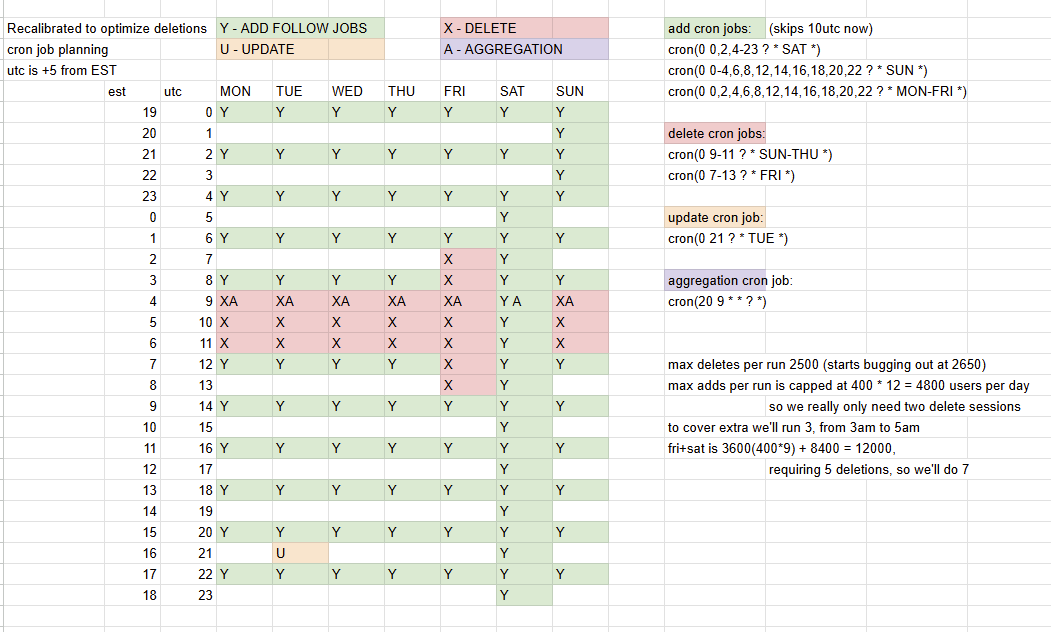 Recalibrated to optimize deletions Y - ADD FOLLOW JOBS X - DELETE add cron jobs: (skips 10utc now)
cron job planning U - UPDATE A - AGGREGATION cron(0 0,2,4-23 ? * SAT *)
utc is +5 from EST cron(0 0-4,6,8,12,14,16,18,20,22 ? * SUN *)
est utc MON TUE WED THU FRI SAT SUN cron(0 0,2,4,6,8,12,14,16,18,20,22 ? * MON-FRI *)
19 0 Y Y Y Y Y Y Y
20 1 Y delete cron jobs:
21 2 Y Y Y Y Y Y Y cron(0 9-11 ? * SUN-THU *)
22 3 Y cron(0 7-13 ? * FRI *)
23 4 Y Y Y Y Y Y Y
0 5 Y update cron job:
1 6 Y Y Y Y Y Y Y cron(0 21 ? * TUE *)
2 7 X Y
3 8 Y Y Y Y X Y Y aggregation cron job:
4 9 XA XA XA XA XA Y A XA cron(20 9 * * ? *)
5 10 X X X X X Y X
6 11 X X X X X Y X
7 12 Y Y Y Y X Y Y max deletes per run 2500 (starts bugging out at 2650)
8 13 X Y max adds per run is capped at 400 * 12 = 4800 users per day
9 14 Y Y Y Y Y Y Y so we really only need two delete sessions
10 15 Y to cover extra we'll run 3, from 3am to 5am
11 16 Y Y Y Y Y Y Y fri+sat is 3600(400*9) + 8400 = 12000,
12 17 Y requiring 5 deletions, so we'll do 7
13 18 Y Y Y Y Y Y Y
14 19 Y
15 20 Y Y Y Y Y Y Y
16 21 U Y
17 22 Y Y Y Y Y Y Y
18 23 Y